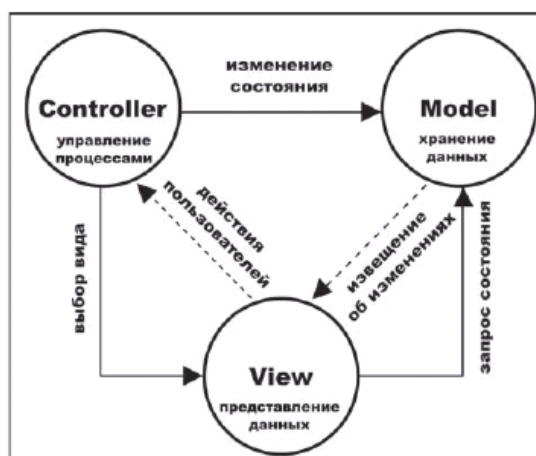 изменение
состояния
Controller
управление
процессами
Model
хранение
данных
действия
пользователей
извещение
об изменениях
выбор вида
запрос состояния
View
представление
данных